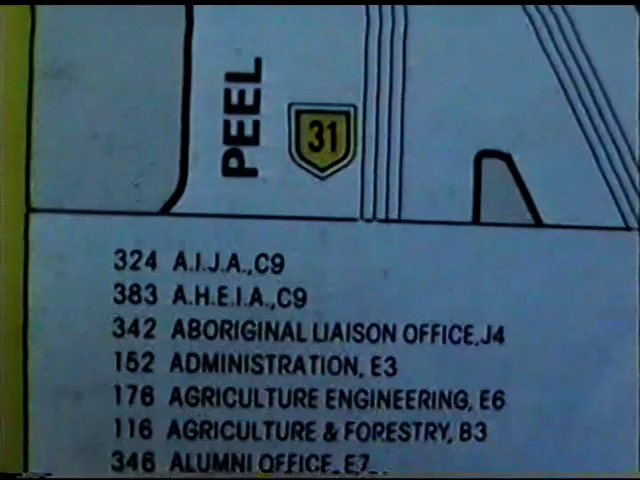 PEEL
31
324 A.I.J.A.,C9
383 A.H.E.I.A.,C9
342 ABORIGINAL LIAISON OFFICE,J4
152 ADMINISTRATION, E3
176 AGRICULTURE ENGINEERING, E6
116 AGRICULTURE & FORESTRY, B3
346 ALUMNI OFFICE, E7